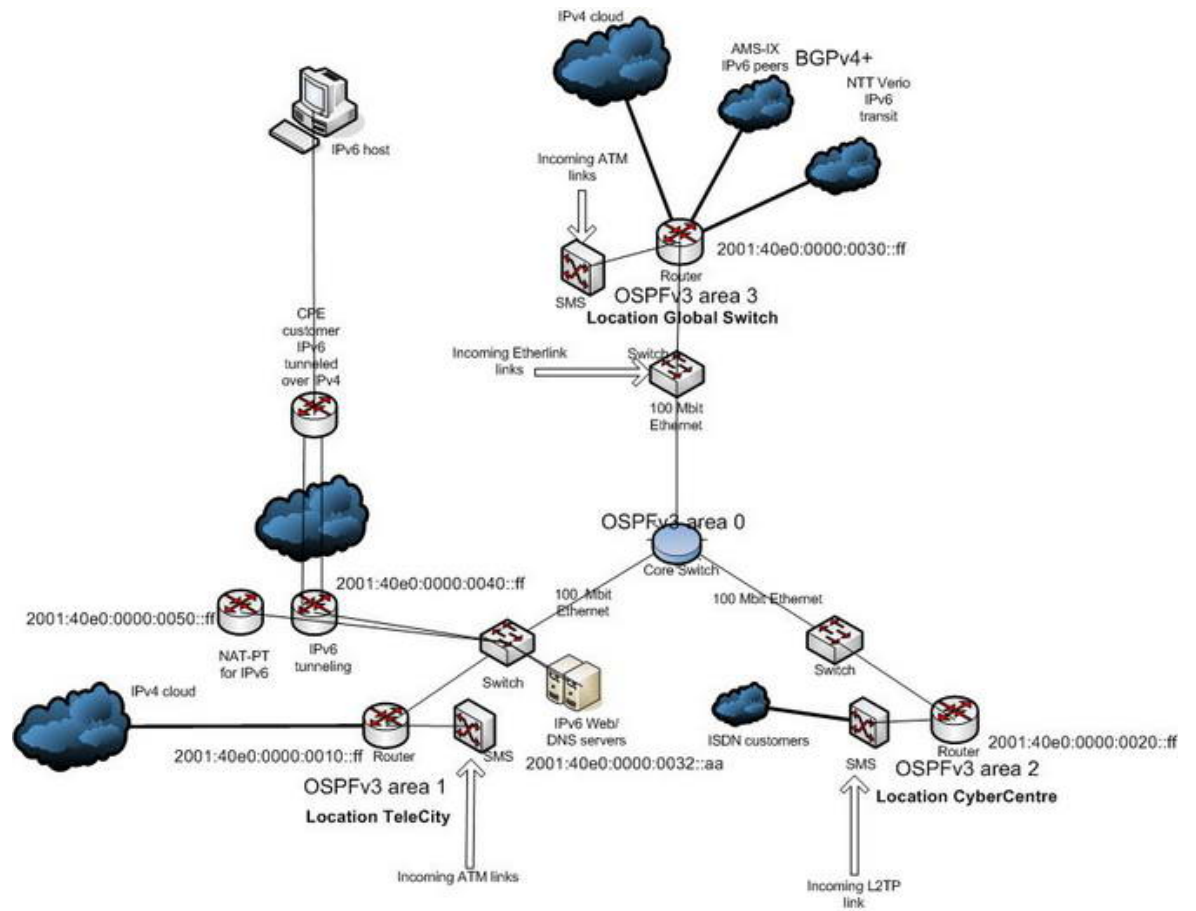 IPv4 cloud
AMS-IX
IPv6 peers
BGPv4+
NTT Verio
IPv6
transit
IPv6 host
Incoming ATM
links
2001:40e0:0000:0030::ff
Router
SMS
OSPFv3 area 3
Location Global Switch
CPE
customer
IPv6
tunneled
over IPv4
Incoming Etherlink
links
Switch
100 Mbit
Ethernet
OSPFv3 area 0
Core Switch
2001:40e0:0000:0040::ff
100 Mbit
Ethernet
100 Mbit Ethernet
2001:40e0:0000:0050::ff
NAT-PT
for IPv6
IPv6
tunneling
Switch
Switch
IPv4 cloud
IPv6 Web/
DNS servers
ISDN customers
2001:40e0:0000:0010::ff
Router
SMS
2001:40e0:0000:0032::aa
SMS
Router
2001:40e0:0000:0020::ff
OSPFv3 area 1
Location TeleCity
OSPFv3 area 2
Location CyberCentre
Incoming ATM links
Incoming L2TP
link